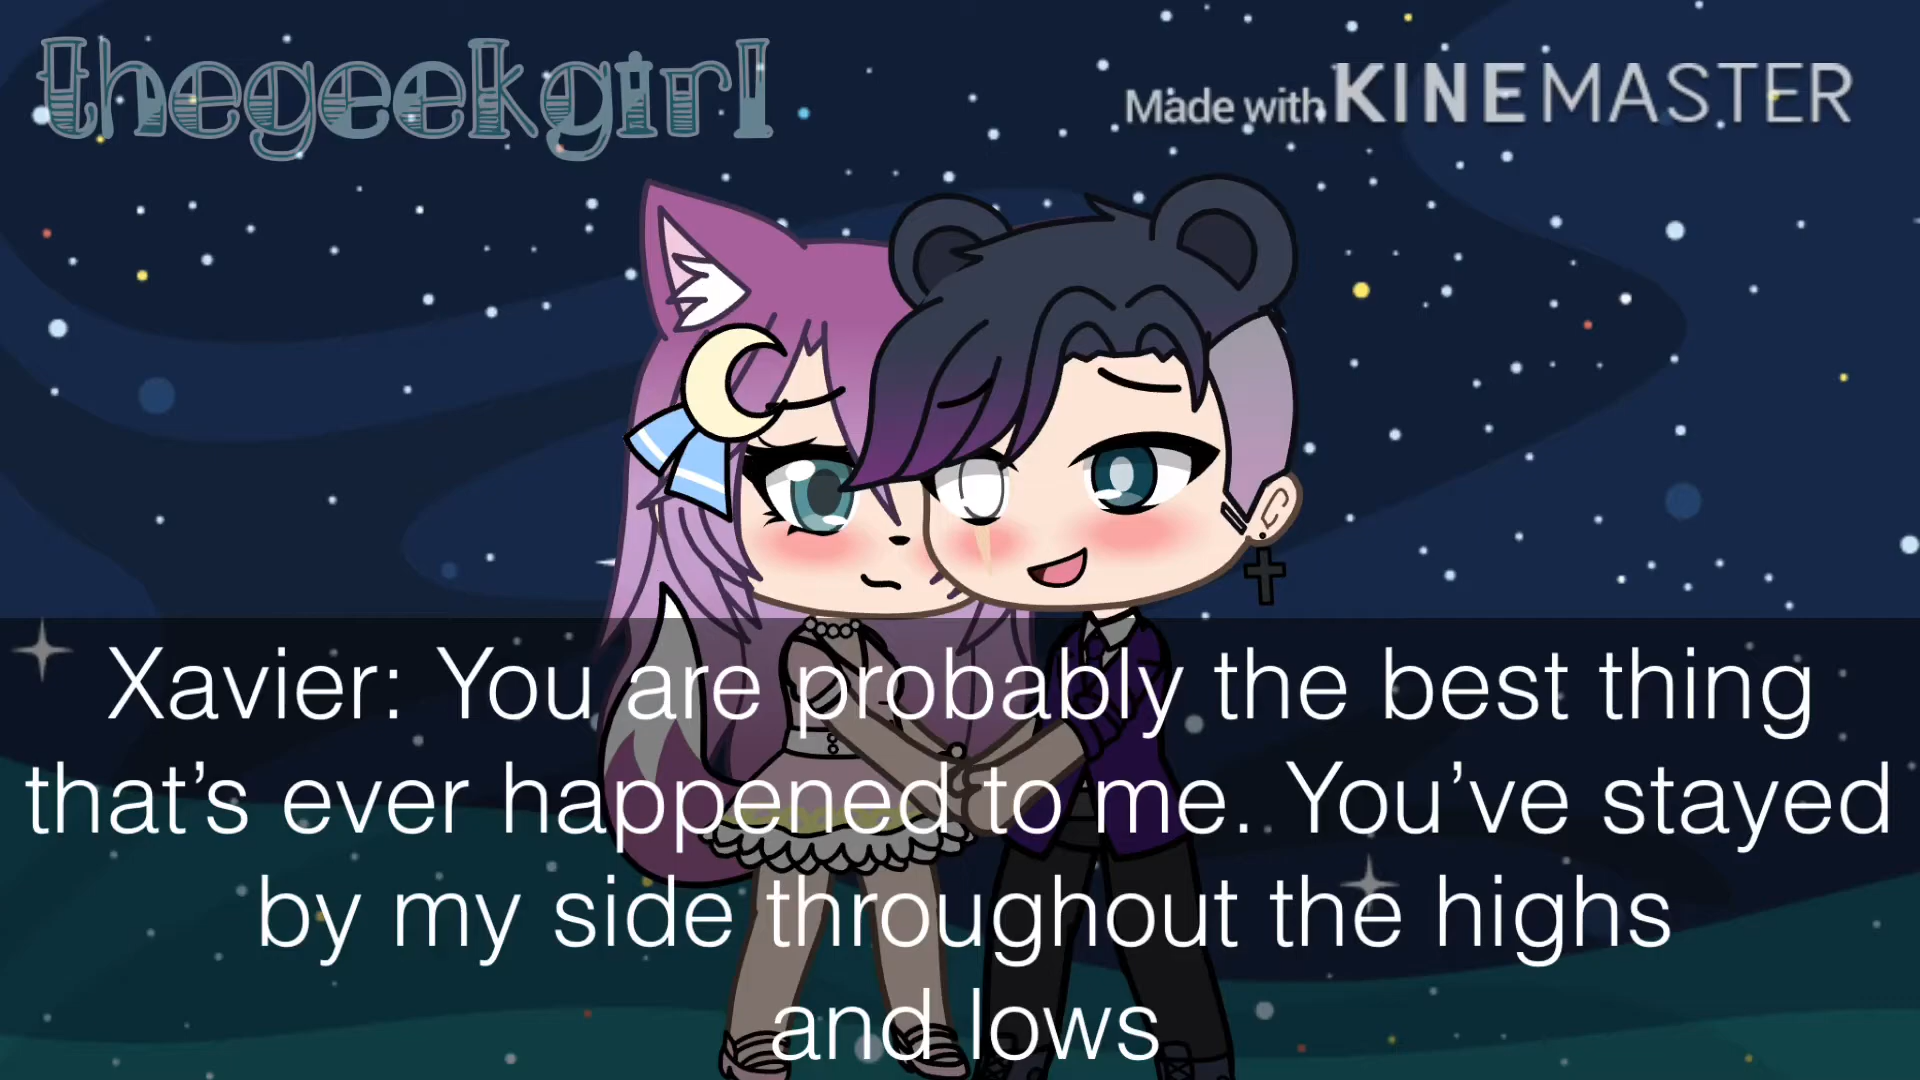 thegeekgirl
Made with KINEMASTER
Xavier: You are probably the best thing
that’s ever happened to me. You’ve stayed
by my side throughout the highs
and lows